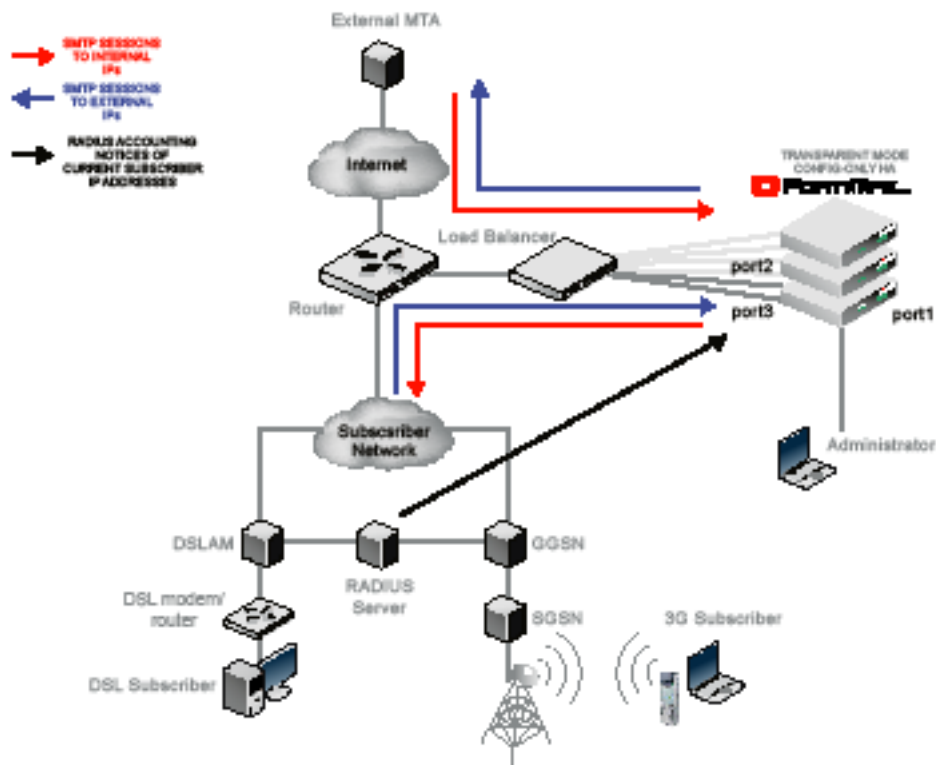 External MTA
SMTP SESSIONS
TO INTERNAL
IPs
SMTP SESSIONS
TO EXTERNAL
IPs
RADIUS ACCOUNTING
NOTICES OF
CURRENT SUBSCRIBER
IP ADDRESSES
Internet
TRANSPARENT MODE
CONFIG-ONLY HA
Load Balancer
port2
Router
port3
port1
Subscsriber
Network
Administrator
DSLAM
GGSN
RADIUS
Server
DSL modem/
router
SGSN
3G Subscriber
DSL Subscriber